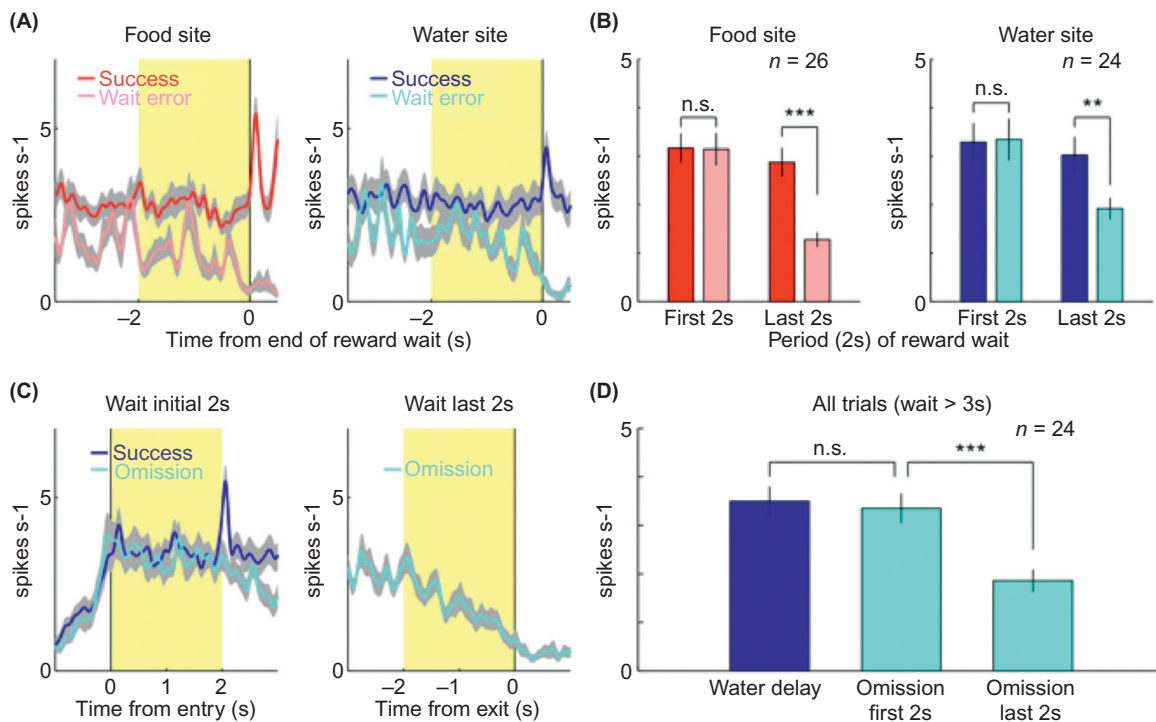 (A)
Food site
Water site
Success
Wait error
Success
Wait error
spikes s-1
5
0
–2
0
spikes s-1
5
0
–2
0
Time from end of reward wait (s)
(B)
Food site
n = 26
Water site
n = 24
n.s.
***
n.s.
**
spikes s-1
5
0
First 2s
Last 2s
spikes s-1
5
0
First 2s
Last 2s
Period (2s) of reward wait
(C)
Wait initial 2s
Wait last 2s
Success
Omission
Omission
spikes s-1
5
0
0
2
Time from entry (s)
spikes s-1
5
0
–2
–1
0
Time from exit (s)
(D)
All trials (wait > 3s)
n = 24
n.s.
***
spikes s-1
5
0
Water delay
Omission
first 2s
Omission
last 2s